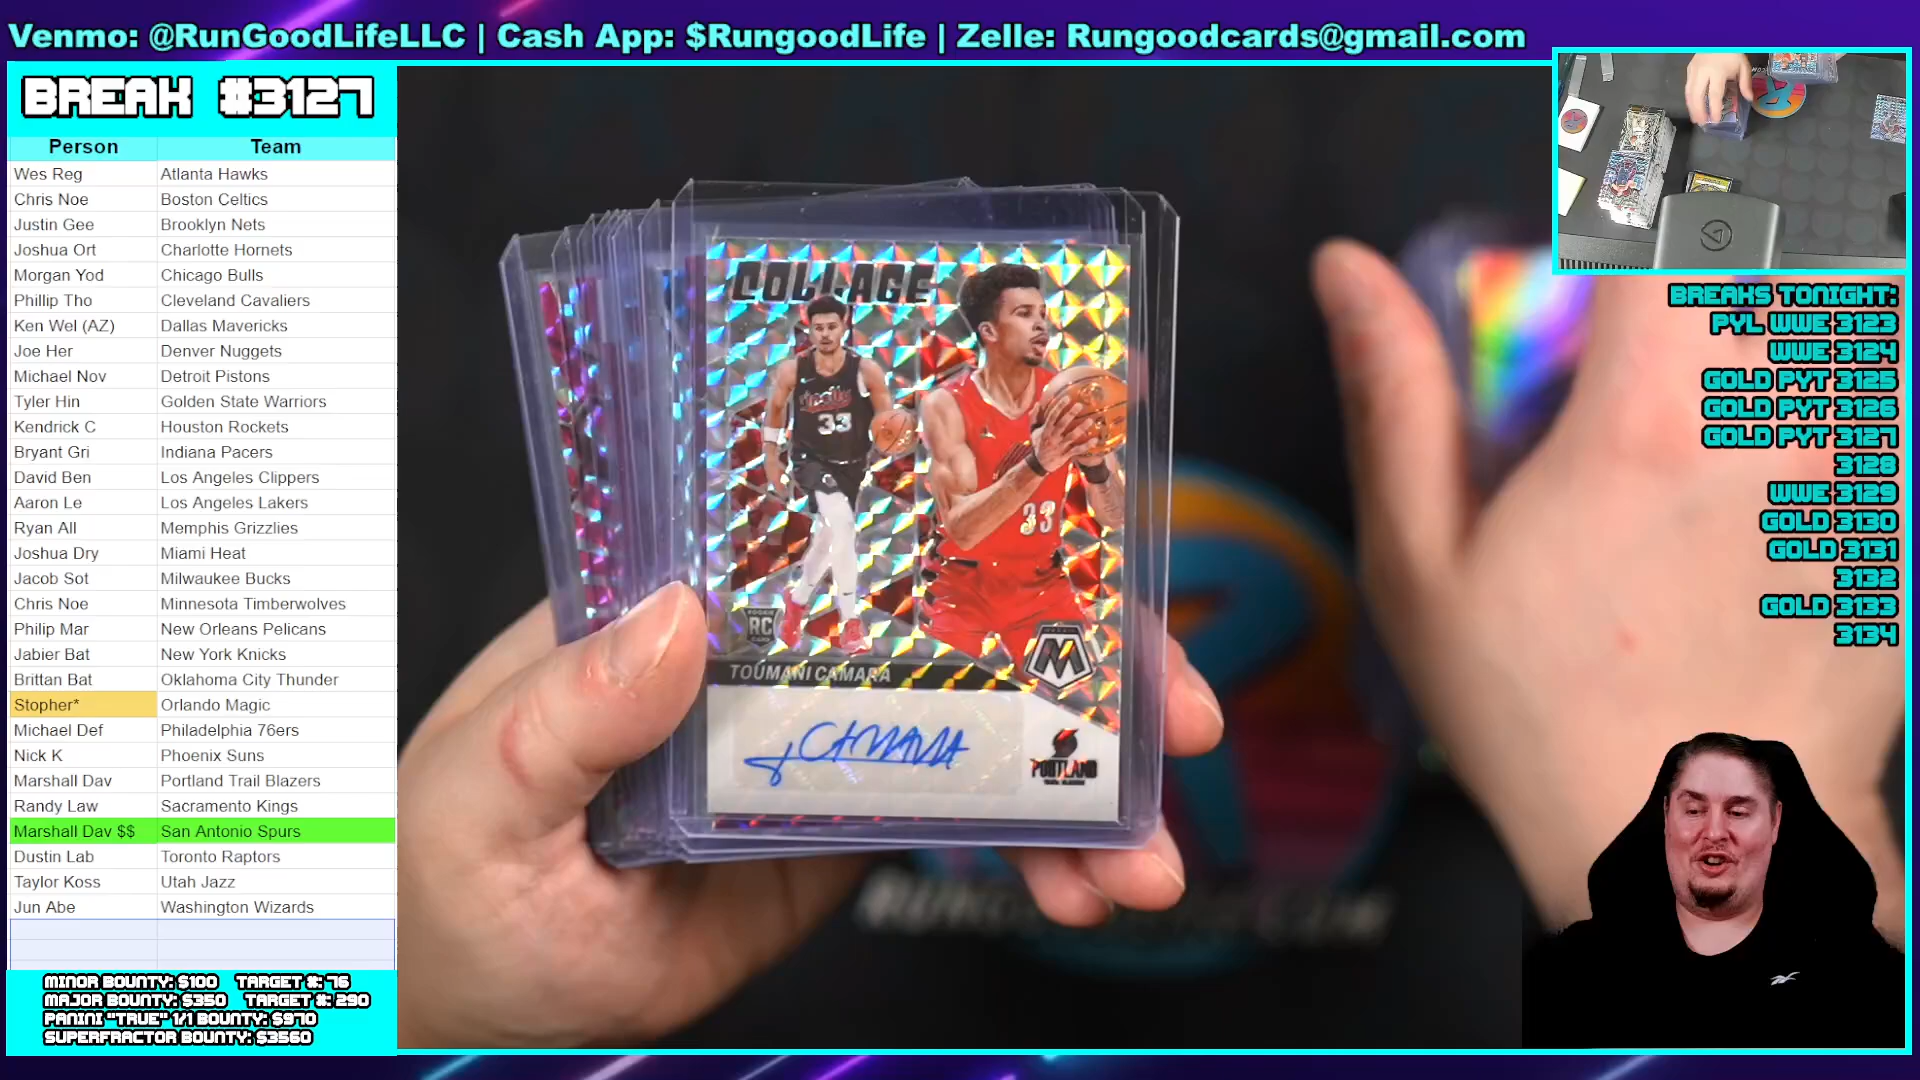 Venmo: @RunGoodLifeLLC | Cash App: $RungoodLife | Zelle: Rungoodcards@gmail.com
BREAK #3127
Person Team
Wes Reg Atlanta Hawks
Chris Noe Boston Celtics
Justin Gee Brooklyn Nets
Joshua Ort Charlotte Hornets
Morgan Yod Chicago Bulls
Phillip Tho Cleveland Cavaliers
Ken Wel (AZ) Dallas Mavericks
Joe Her Denver Nuggets
Michael Nov Detroit Pistons
Tyler Hin Golden State Warriors
Kendrick C Houston Rockets
Bryant Gri Indiana Pacers
David Ben Los Angeles Clippers
Aaron Le Los Angeles Lakers
Ryan All Memphis Grizzlies
Joshua Dry Miami Heat
Jacob Sot Milwaukee Bucks
Chris Noe Minnesota Timberwolves
Philip Mar New Orleans Pelicans
Jabier Bat New York Knicks
Brittan Bat Oklahoma City Thunder
Stopher* Orlando Magic
Michael Def Philadelphia 76ers
Nick K Phoenix Suns
Marshall Dav Portland Trail Blazers
Randy Law Sacramento Kings
Marshall Dav $$ San Antonio Spurs
Dustin Lab Toronto Raptors
Taylor Koss Utah Jazz
Jun Abe Washington Wizards
MINOR BOUNTY: $100 TARGET #: 76
MAJOR BOUNTY: $350 TARGET #: 290
PANINI "TRUE" 1/1 BOUNTY: $970
SUPERFRACTOR BOUNTY: $3560
COLLAGE
33
33
ROOKIE
RC
MOSAIC
M
TOUMANI CAMARA
PORTLAND
BREAKS TONIGHT:
PYL WWE 3123
WWE 3124
GOLD PYT 3125
GOLD PYT 3126
GOLD PYT 3127
3128
WWE 3129
GOLD 3130
GOLD 3131
3132
GOLD 3133
3134